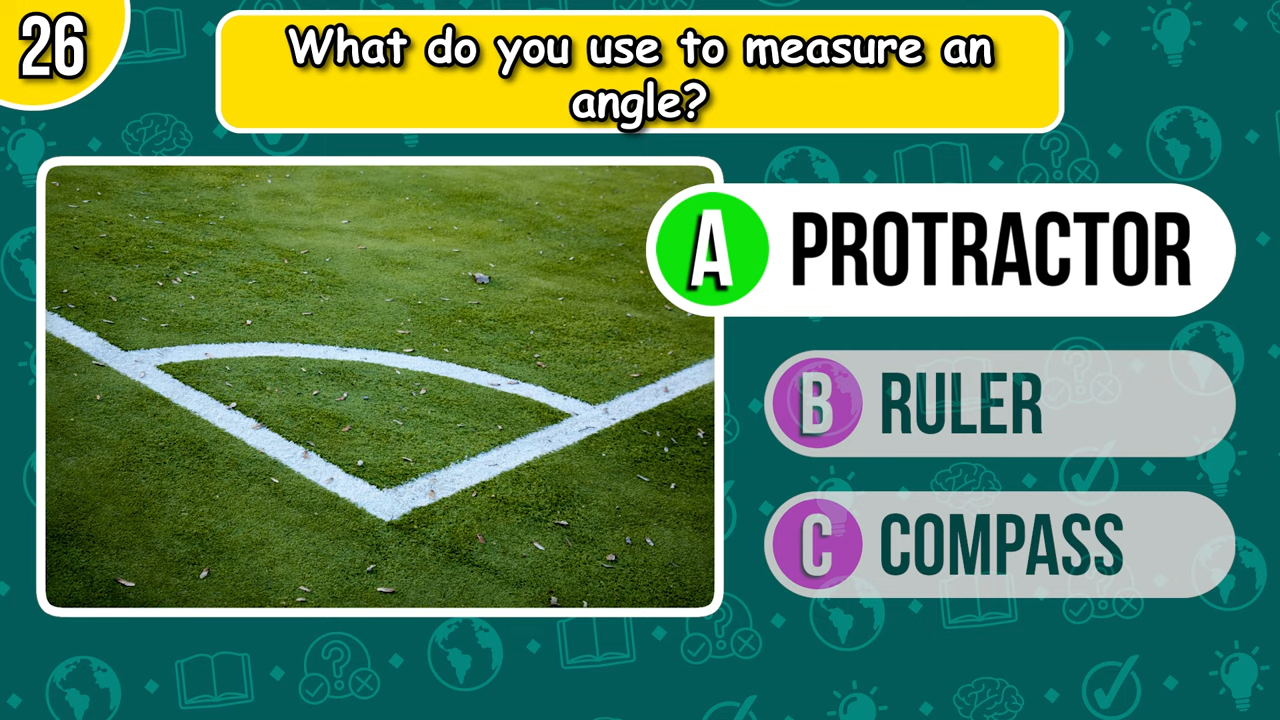 26
What do you use to measure an
angle?
A PROTRACTOR
B RULER
C COMPASS